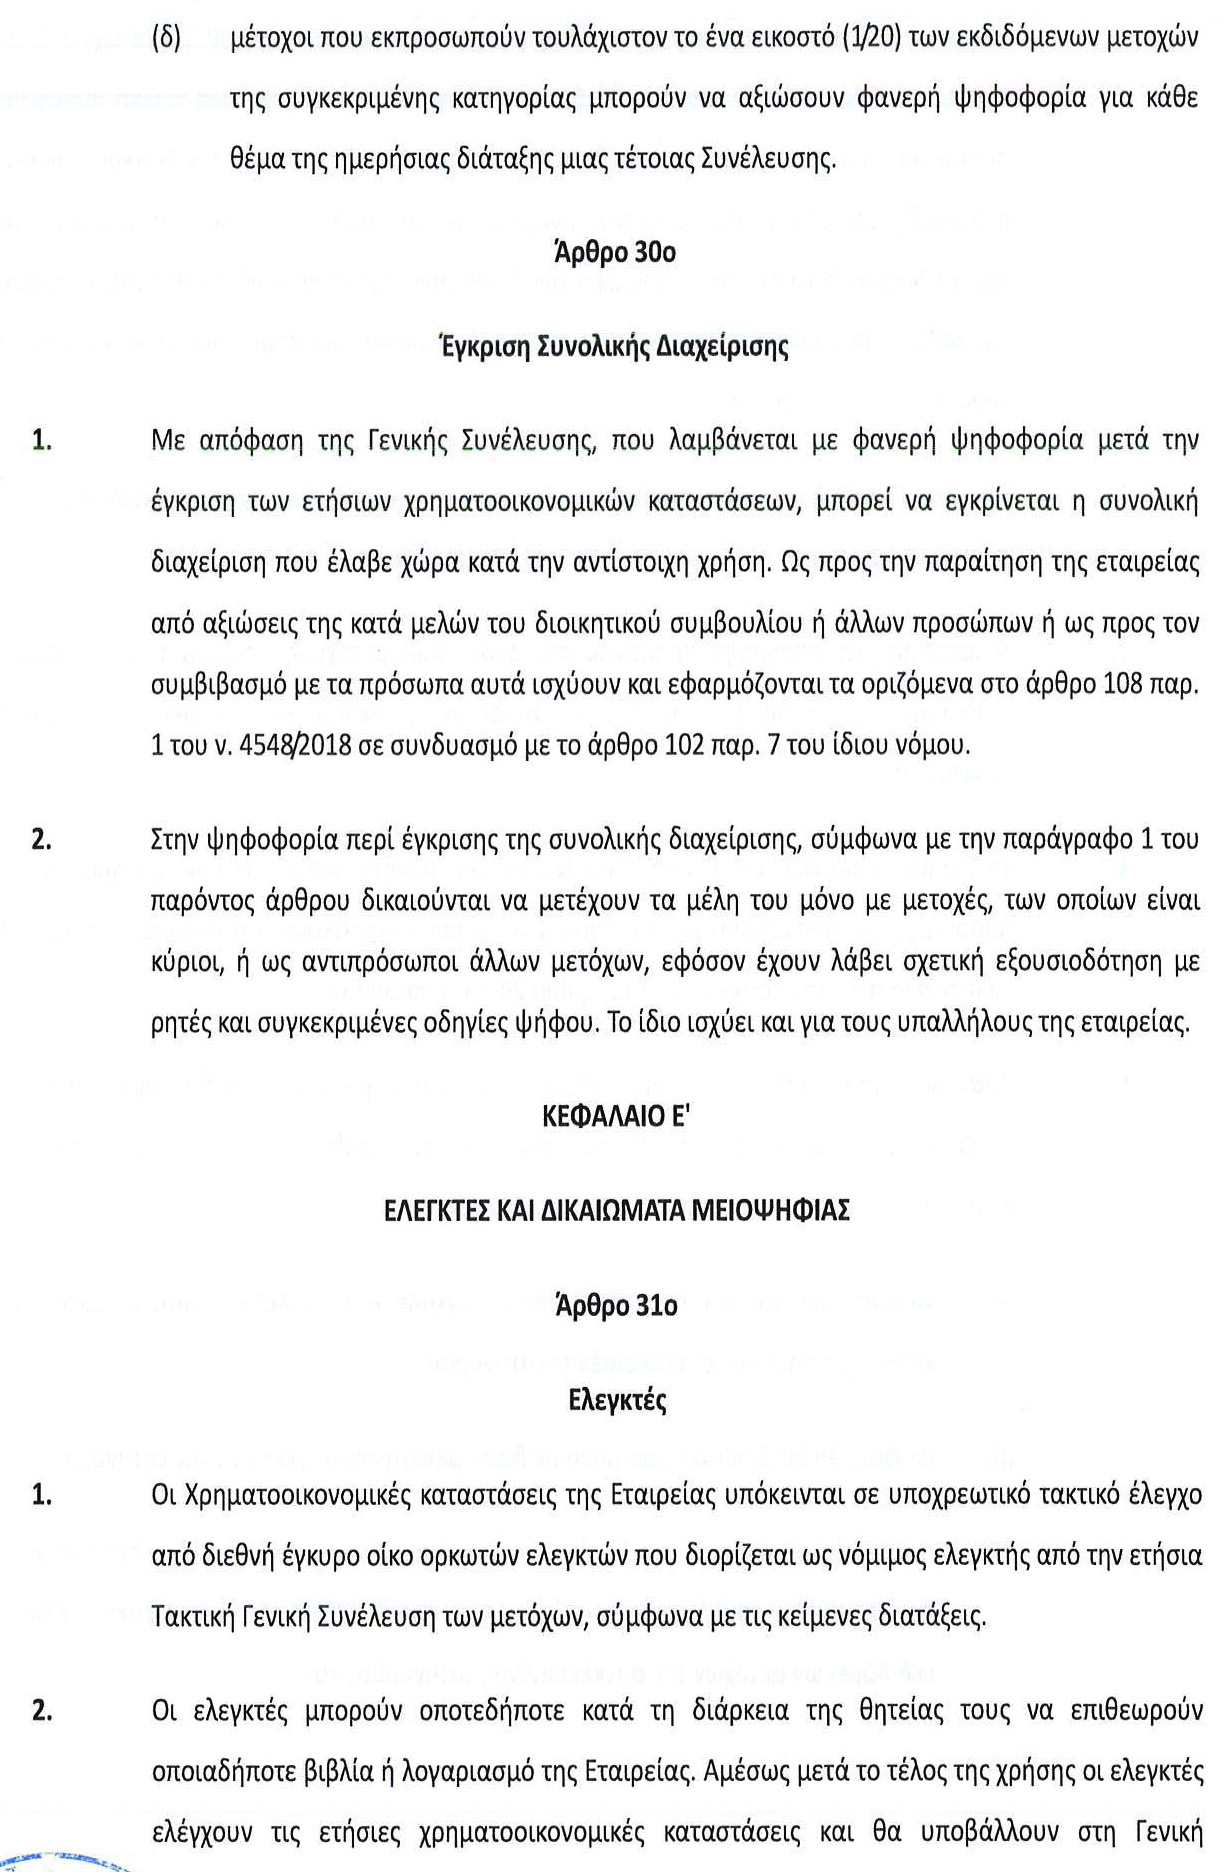 (δ) μέτοχοι που εκπροσωπούν τουλάχιστον το ένα εικοστό (1/20) των εκδιδόμενων μετοχών
της συγκεκριμένης κατηγορίας μπορούν να αξιώσουν φανερή ψηφοφορία για κάθε
θέμα της ημερήσιας διάταξης μιας τέτοιας Συνέλευσης.
Άρθρο 30ο
Έγκριση Συνολικής Διαχείρισης
1. Με απόφαση της Γενικής Συνέλευσης, που λαμβάνεται με φανερή ψηφοφορία μετά την
έγκριση των ετήσιων χρηματοοικονομικών καταστάσεων, μπορεί να εγκρίνεται η συνολική
διαχείριση που έλαβε χώρα κατά την αντίστοιχη χρήση. Ως προς την παραίτηση της εταιρείας
από αξιώσεις της κατά μελών του διοικητικού συμβουλίου ή άλλων προσώπων ή ως προς τον
συμβιβασμό με τα πρόσωπα αυτά ισχύουν και εφαρμόζονται τα οριζόμενα στο άρθρο 108 παρ.
1 του ν. 4548/2018 σε συνδυασμό με το άρθρο 102 παρ. 7 του ίδιου νόμου.
2. Στην ψηφοφορία περί έγκρισης της συνολικής διαχείρισης, σύμφωνα με την παράγραφο 1 του
παρόντος άρθρου δικαιούνται να μετέχουν τα μέλη του μόνο με μετοχές, των οποίων είναι
κύριοι, ή ως αντιπρόσωποι άλλων μετόχων, εφόσον έχουν λάβει σχετική εξουσιοδότηση με
ρητές και συγκεκριμένες οδηγίες ψήφου. Το ίδιο ισχύει και για τους υπαλλήλους της εταιρείας.
ΚΕΦΑΛΑΙΟ Ε'
ΕΛΕΓΚΤΕΣ ΚΑΙ ΔΙΚΑΙΩΜΑΤΑ ΜΕΙΟΨΗΦΙΑΣ
Άρθρο 31ο
Ελεγκτές
1. Οι Χρηματοοικονομικές καταστάσεις της Εταιρείας υπόκεινται σε υποχρεωτικό τακτικό έλεγχο
από διεθνή έγκυρο οίκο ορκωτών ελεγκτών που διορίζεται ως νόμιμος ελεγκτής από την ετήσια
Τακτική Γενική Συνέλευση των μετόχων, σύμφωνα με τις κείμενες διατάξεις.
2. Οι ελεγκτές μπορούν οποτεδήποτε κατά τη διάρκεια της θητείας τους να επιθεωρούν
οποιαδήποτε βιβλία ή λογαριασμό της Εταιρείας. Αμέσως μετά το τέλος της χρήσης οι ελεγκτές
ελέγχουν τις ετήσιες χρηματοοικονομικές καταστάσεις και θα υποβάλλουν στη Γενική